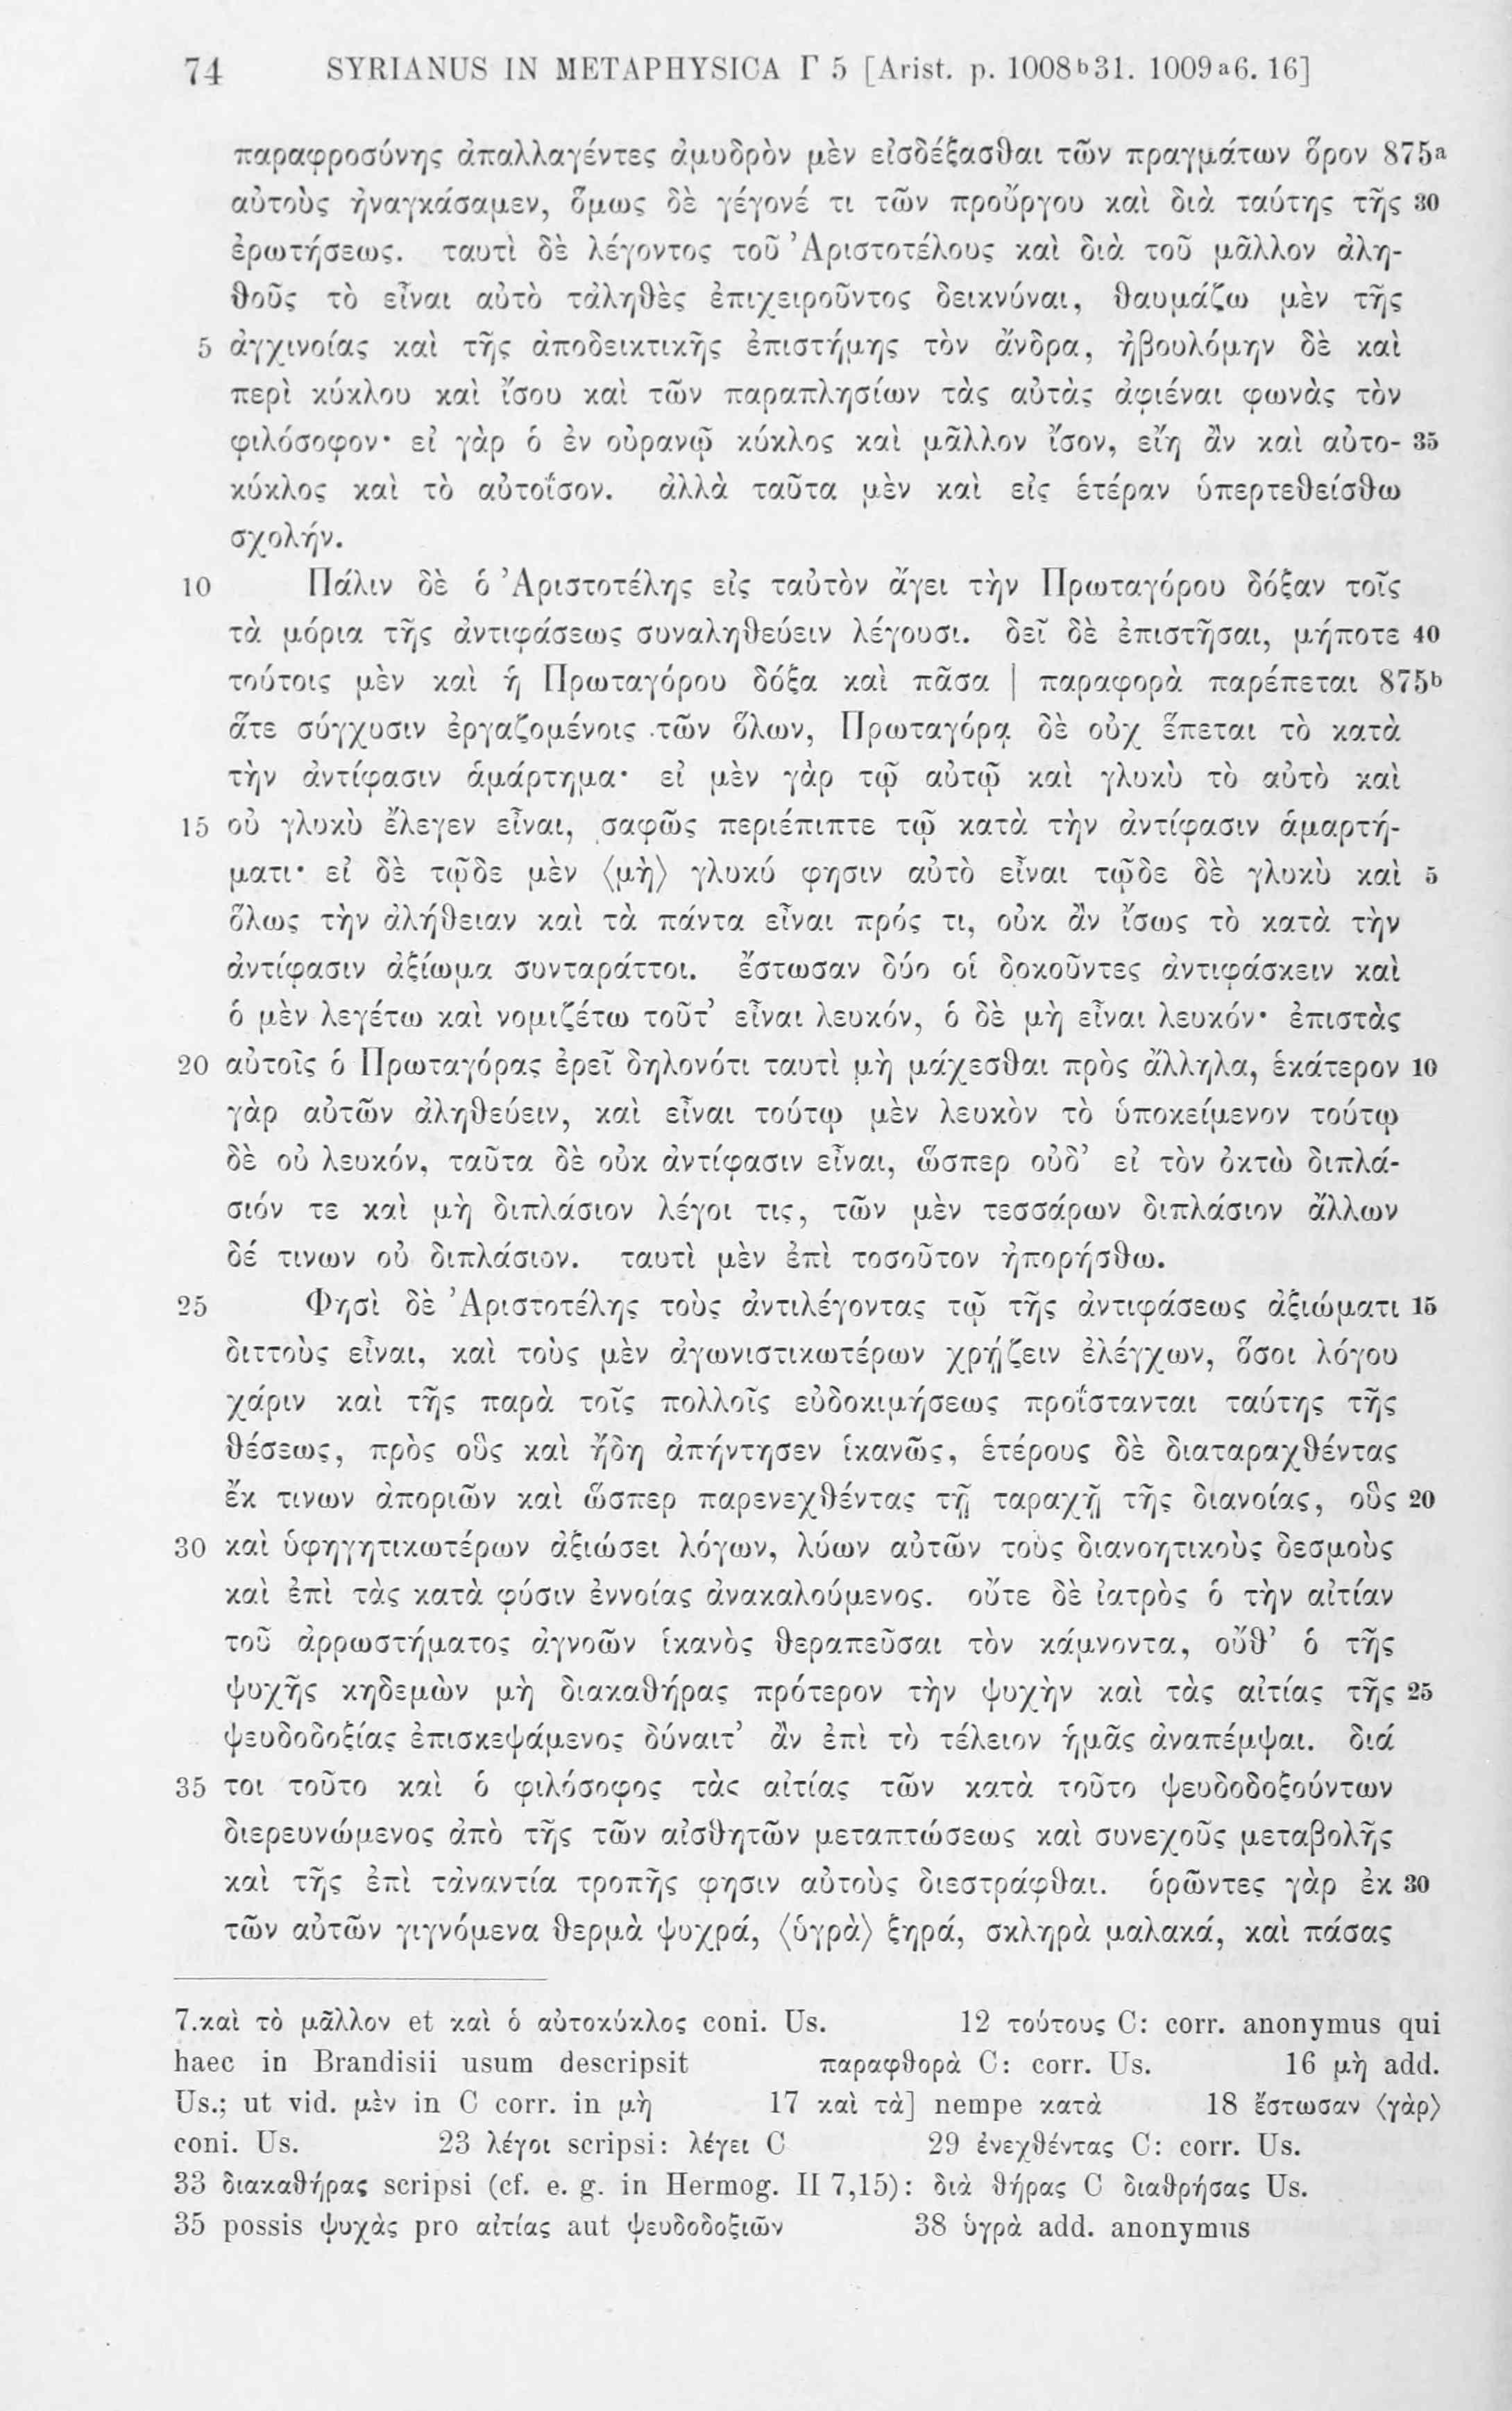 74 SYRIANUS IN METAPHYSICA Γ 5 [Arist. p. 1008b31. 1009a6. 16]
παραφροσύνης ἀπαλλαγέντες ἀμυδρὸν μὲν εἰσδέξασθαι τῶν πραγμάτων ὅρον 875a
αὐτοὺς ἠναγκάσαμεν, ὅμως δὲ γέγονέ τι τῶν προὔργου καὶ διὰ ταύτης τῆς 30
ἐρωτήσεως. ταυτὶ δὲ λέγοντος τοῦ Ἀριστοτέλους καὶ διὰ τοῦ μᾶλλον ἀλη-
θοῦς τὸ εἶναι αὐτὸ τἀληθὲς ἐπιχειροῦντος δεικνύναι, θαυμάζω μὲν τῆς
5 ἀγχινοίας καὶ τῆς ἀποδεικτικῆς ἐπιστήμης τὸν ἄνδρα, ἠβουλόμην δὲ καὶ
περὶ κύκλου καὶ ἴσου καὶ τῶν παραπλησίων τὰς αὐτὰς ἀφιέναι φωνὰς τὸν
φιλόσοφον· εἰ γὰρ ὁ ἐν οὐρανῷ κύκλος καὶ μᾶλλον ἴσον, εἴη ἂν καὶ αὐτο- 35
κύκλος καὶ τὸ αὐτοΐσον. ἀλλὰ ταῦτα μὲν καὶ εἰς ἑτέραν ὑπερτεθείσθω
σχολήν.
10 Πάλιν δὲ ὁ Ἀριστοτέλης εἰς ταὐτὸν ἄγει τὴν Πρωταγόρου δόξαν τοῖς
τὰ μόρια τῆς ἀντιφάσεως συναληθεύειν λέγουσι. δεῖ δὲ ἐπιστῆσαι, μήποτε 40
τούτοις μὲν καὶ ἡ Πρωταγόρου δόξα καὶ πᾶσα | παραφορὰ παρέπεται 875b
ἅτε σύγχυσιν ἐργαζομένοις τῶν ὅλων, Πρωταγόρᾳ δὲ οὐχ ἕπεται τὸ κατὰ
τὴν ἀντίφασιν ἁμάρτημα· εἰ μὲν γὰρ τῷ αὐτῷ καὶ γλυκὺ τὸ αὐτὸ καὶ
15 οὐ γλυκὺ ἔλεγεν εἶναι, σαφῶς περιέπιπτε τῷ κατὰ τὴν ἀντίφασιν ἁμαρτή-
ματι· εἰ δὲ τῷδε μὲν ⟨μὴ⟩ γλυκύ φησιν αὐτὸ εἶναι τῷδε δὲ γλυκὺ καὶ 5
ὅλως τὴν ἀλήθειαν καὶ τὰ πάντα εἶναι πρός τι, οὐκ ἂν ἴσως τὸ κατὰ τὴν
ἀντίφασιν ἀξίωμα συνταράττοι. ἔστωσαν δύο οἱ δοκοῦντες ἀντιφάσκειν καὶ
ὁ μὲν λεγέτω καὶ νομιζέτω τοῦτ’ εἶναι λευκόν, ὁ δὲ μὴ εἶναι λευκόν· ἐπιστὰς
20 αὐτοῖς ὁ Πρωταγόρας ἐρεῖ δηλονότι ταυτὶ μὴ μάχεσθαι πρὸς ἄλληλα, ἑκάτερον 10
γὰρ αὐτῶν ἀληθεύειν, καὶ εἶναι τούτῳ μὲν λευκὸν τὸ ὑποκείμενον τούτῳ
δὲ οὐ λευκόν, ταῦτα δὲ οὐκ ἀντίφασιν εἶναι, ὥσπερ οὐδ’ εἰ τὸν ὀκτὼ διπλά-
σιόν τε καὶ μὴ διπλάσιον λέγοι τις, τῶν μὲν τεσσάρων διπλάσιον ἄλλων
δέ τινων οὐ διπλάσιον. ταυτὶ μὲν ἐπὶ τοσοῦτον ἠπορήσθω.
25 Φησὶ δὲ Ἀριστοτέλης τοὺς ἀντιλέγοντας τῷ τῆς ἀντιφάσεως ἀξιώματι 15
διττοὺς εἶναι, καὶ τοὺς μὲν ἀγωνιστικωτέρων χρῄζειν ἐλέγχων, ὅσοι λόγου
χάριν καὶ τῆς παρὰ τοῖς πολλοῖς εὐδοκιμήσεως προΐστανται ταύτης τῆς
θέσεως, πρὸς οὓς καὶ ἤδη ἀπήντησεν ἱκανῶς, ἑτέρους δὲ διαταραχθέντας
ἔκ τινων ἀποριῶν καὶ ὥσπερ παρενεχθέντας τῇ ταραχῇ τῆς διανοίας, οὓς 20
30 καὶ ὑφηγητικωτέρων ἀξιώσει λόγων, λύων αὐτῶν τοὺς διανοητικοὺς δεσμοὺς
καὶ ἐπὶ τὰς κατὰ φύσιν ἐννοίας ἀνακαλούμενος. οὔτε δὲ ἰατρὸς ὁ τὴν αἰτίαν
τοῦ ἀρρωστήματος ἀγνοῶν ἱκανὸς θεραπεῦσαι τὸν κάμνοντα, οὔθ’ ὁ τῆς
ψυχῆς κηδεμὼν μὴ διακαθήρας πρότερον τὴν ψυχὴν καὶ τὰς αἰτίας τῆς 25
ψευδοδοξίας ἐπισκεψάμενος δύναιτ’ ἂν ἐπὶ τὸ τέλειον ἡμᾶς ἀναπέμψαι. διά
35 τοι τοῦτο καὶ ὁ φιλόσοφος τὰς αἰτίας τῶν κατὰ τοῦτο ψευδοδοξούντων
διερευνώμενος ἀπὸ τῆς τῶν αἰσθητῶν μεταπτώσεως καὶ συνεχοῦς μεταβολῆς
καὶ τῆς ἐπὶ τἀναντία τροπῆς φησιν αὐτοὺς διεστράφθαι. ὁρῶντες γὰρ ἐκ 30
τῶν αὐτῶν γιγνόμενα θερμὰ ψυχρά, ⟨ὑγρὰ⟩ ξηρά, σκληρὰ μαλακά, καὶ πάσας
7. καὶ τὸ μᾶλλον et καὶ ὁ αὐτοκύκλος coni. Us. 12 τούτους C: corr. anonymus qui
haec in Brandisii usum descripsit παραφθορὰ C: corr. Us. 16 μὴ add.
Us.; ut vid. μὲν in C corr. in μὴ 17 καὶ τὰ] nempe κατὰ 18 ἔστωσαν ⟨γὰρ⟩
coni. Us. 23 λέγοι scripsi: λέγει C 29 ἐνεχθέντας C: corr. Us.
33 διακαθήρας scripsi (cf. e. g. in Hermog. II 7,15): διὰ θήρας C διαθρήσας Us.
35 possis ψυχὰς pro αἰτίας aut ψευδοδοξιῶν 38 ὑγρὰ add. anonymus